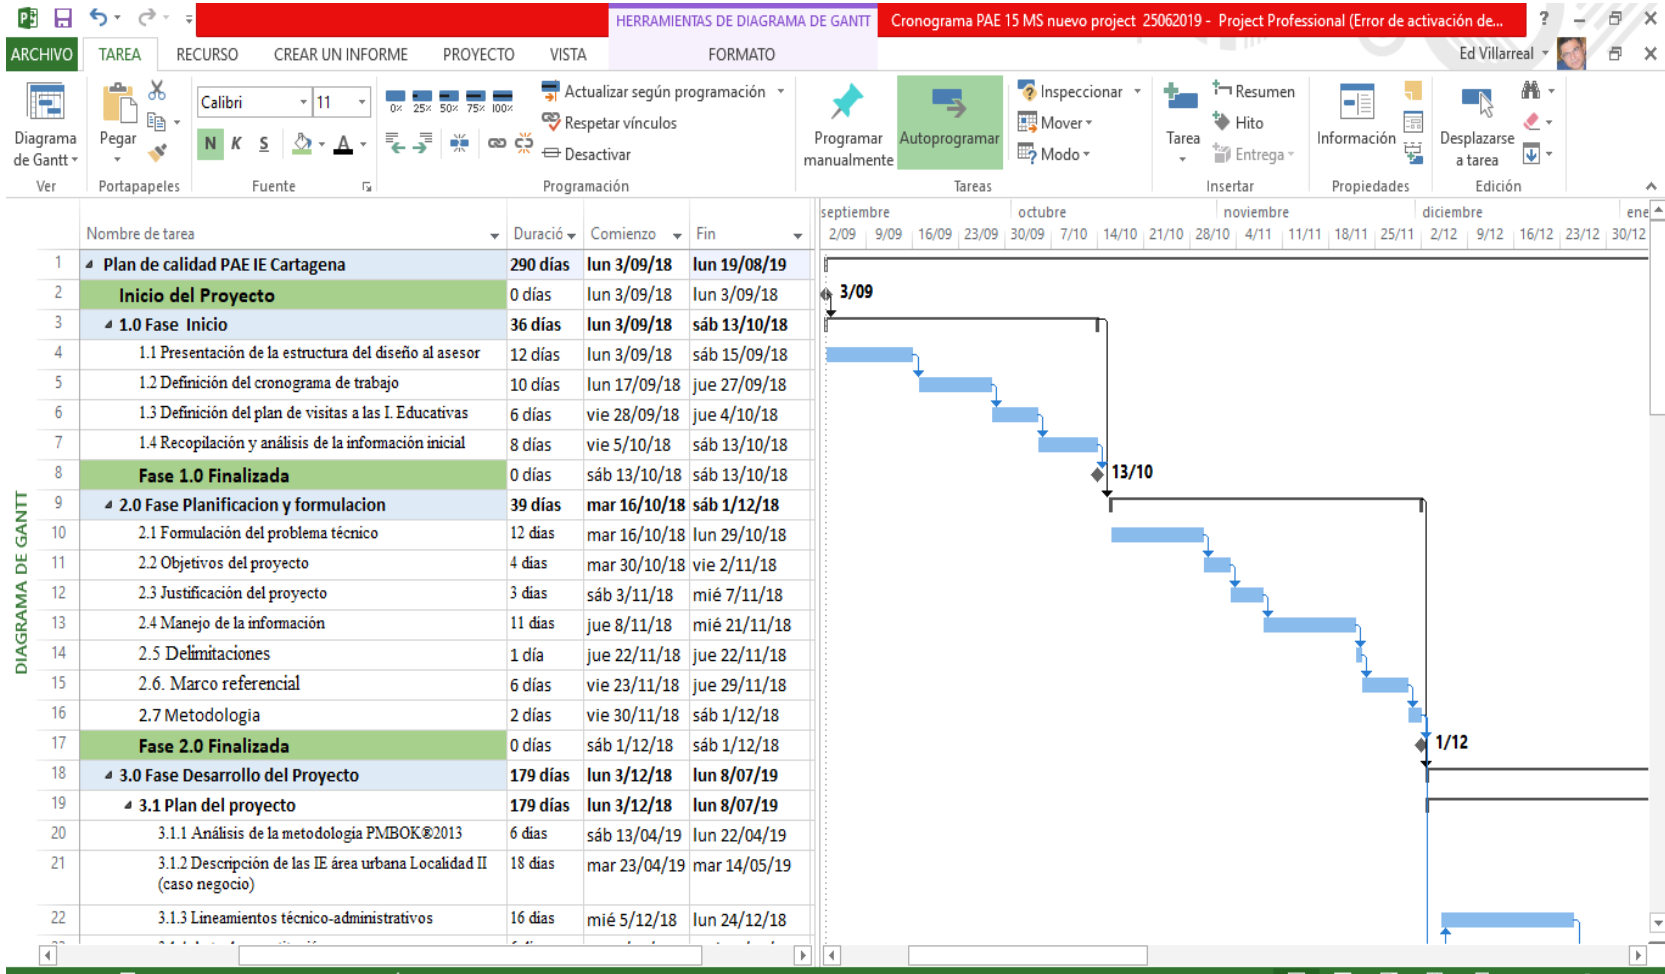 HERRAMIENTAS DE DIAGRAMA DE GANTT Cronograma PAE 15 MS nuevo project 25062019 - Project Professional (Error de activación de... ?
ARCHIVO TAREA RECURSO CREAR UN INFORME PROYECTO VISTA FORMATO Ed Villarreal
Calibri 11
0% 25% 50% 75% 100%
N K S A
Diagrama de Gantt
Pegar
Actualizar según programación
Respetar vínculos
Desactivar
Programar manualmente
Autoprogramar
Inspeccionar
Mover
Modo
Tarea
Resumen
Hito
Entrega
Información
Desplazarse a tarea
Ver Portapapeles Fuente Programación Tareas Insertar Propiedades Edición
septiembre octubre noviembre diciembre ene
Nombre de tarea Duració Comienzo Fin 2/09 9/09 16/09 23/09 30/09 7/10 14/10 21/10 28/10 4/11 11/11 18/11 25/11 2/12 9/12 16/12 23/12 30/12
1 Plan de calidad PAE IE Cartagena 290 días lun 3/09/18 lun 19/08/19
2 Inicio del Proyecto 0 días lun 3/09/18 lun 3/09/18 3/09
3 1.0 Fase Inicio 36 días lun 3/09/18 sáb 13/10/18
4 1.1 Presentación de la estructura del diseño al asesor 12 días lun 3/09/18 sáb 15/09/18
5 1.2 Definición del cronograma de trabajo 10 días lun 17/09/18 jue 27/09/18
6 1.3 Definición del plan de visitas a las I. Educativas 6 días vie 28/09/18 jue 4/10/18
7 1.4 Recopilación y análisis de la información inicial 8 días vie 5/10/18 sáb 13/10/18
8 Fase 1.0 Finalizada 0 días sáb 13/10/18 sáb 13/10/18 13/10
9 2.0 Fase Planificacion y formulacion 39 días mar 16/10/18 sáb 1/12/18
10 2.1 Formulación del problema técnico 12 dias mar 16/10/18 lun 29/10/18
11 2.2 Objetivos del proyecto 4 dias mar 30/10/18 vie 2/11/18
12 2.3 Justificación del proyecto 3 dias sáb 3/11/18 mié 7/11/18
13 2.4 Manejo de la información 11 dias jue 8/11/18 mié 21/11/18
14 2.5 Delimitaciones 1 día jue 22/11/18 jue 22/11/18
15 2.6. Marco referencial 6 días vie 23/11/18 jue 29/11/18
16 2.7 Metodologia 2 días vie 30/11/18 sáb 1/12/18
17 Fase 2.0 Finalizada 0 días sáb 1/12/18 sáb 1/12/18 1/12
18 3.0 Fase Desarrollo del Proyecto 179 días lun 3/12/18 lun 8/07/19
19 3.1 Plan del proyecto 179 días lun 3/12/18 lun 8/07/19
20 3.1.1 Análisis de la metodologia PMBOK®2013 6 dias sáb 13/04/19 lun 22/04/19
21 3.1.2 Descripción de las IE área urbana Localidad II 18 dias mar 23/04/19 mar 14/05/19
(caso negocio)
22 3.1.3 Lineamientos técnico-administrativos 16 dias mié 5/12/18 lun 24/12/18
DIAGRAMA DE GANTT